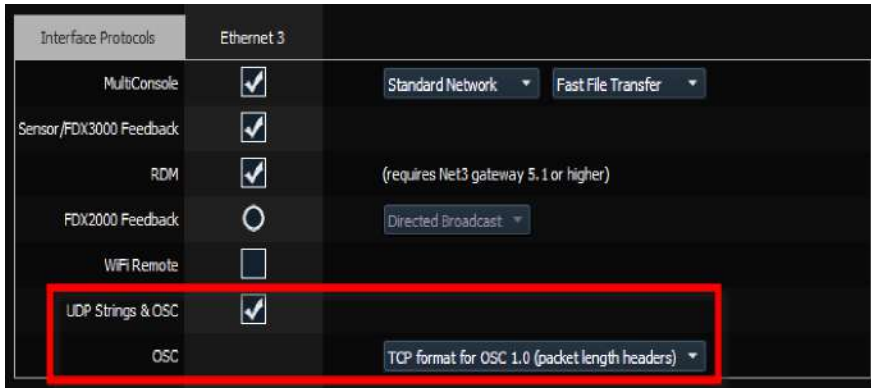 Interface Protocols Ethernet 3
MultiConsole Standard Network Fast File Transfer
Sensor/FDX3000 Feedback
RDM (requires Net3 gateway 5.1 or higher)
FDX2000 Feedback Directed Broadcast
WiFi Remote
UDP Strings & OSC
OSC TCP format for OSC 1.0 (packet length headers)